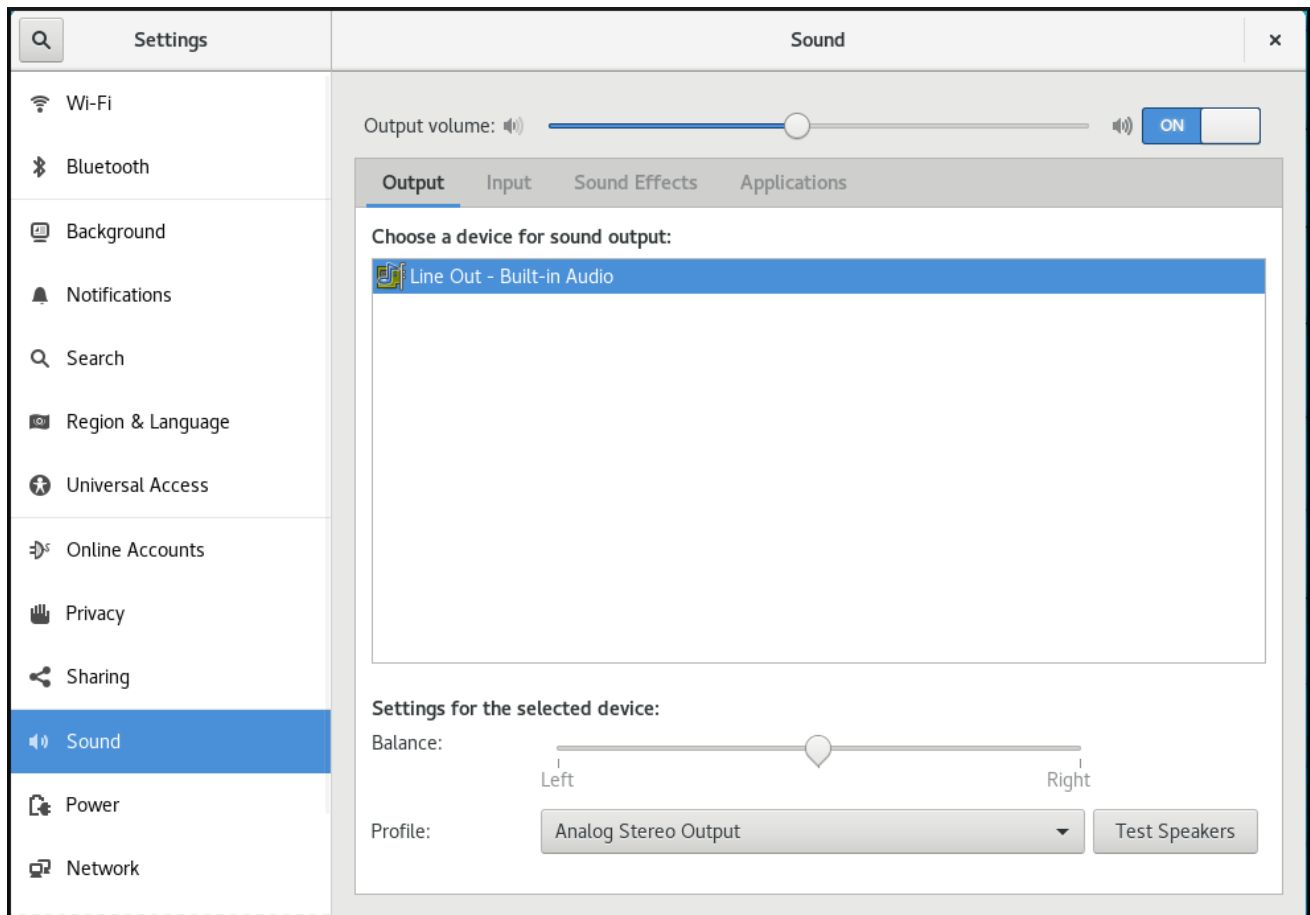 Settings
Sound
Wi-Fi
Bluetooth
Background
Notifications
Search
Region & Language
Universal Access
Online Accounts
Privacy
Sharing
Sound
Power
Network
Output volume:
ON
Output Input Sound Effects Applications
Choose a device for sound output:
Line Out - Built-in Audio
Settings for the selected device:
Balance:
Left Right
Profile: Analog Stereo Output Test Speakers